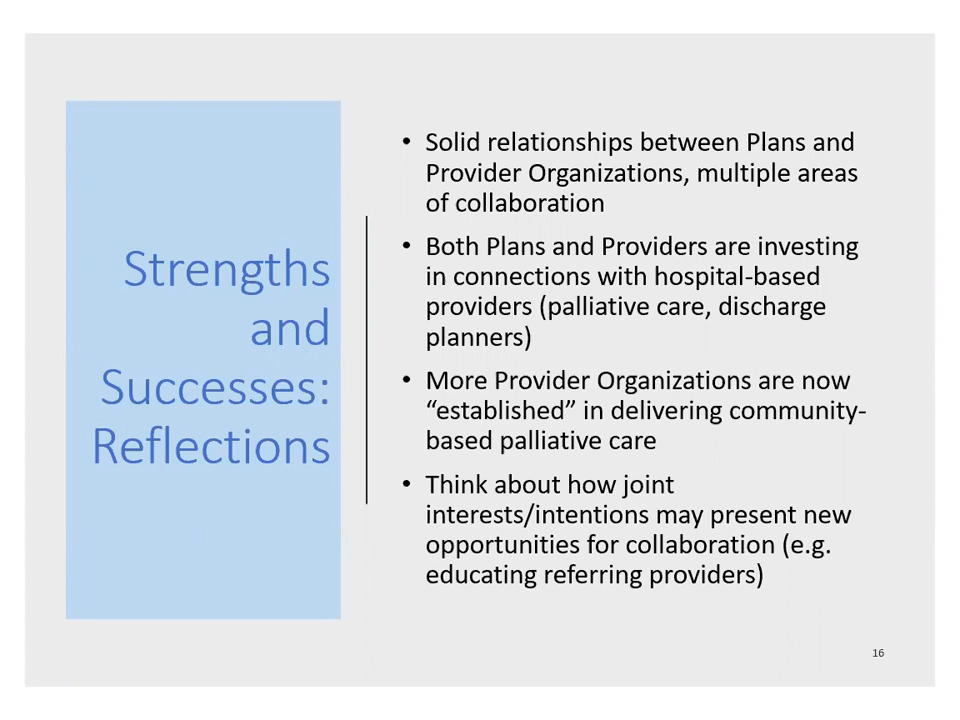 Strengths
and
Successes:
Reflections
• Solid relationships between Plans and
Provider Organizations, multiple areas
of collaboration
• Both Plans and Providers are investing
in connections with hospital-based
providers (palliative care, discharge
planners)
• More Provider Organizations are now
“established” in delivering community-
based palliative care
• Think about how joint
interests/intentions may present new
opportunities for collaboration (e.g.
educating referring providers)
16